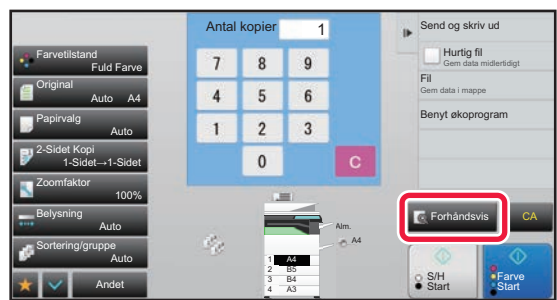 Antal kopier 1
Farvetilstand
Fuld Farve
Original
Auto A4
Papirvalg
Auto
2-Sidet Kopi
1-Sidet→1-Sidet
Zoomfaktor
100%
Belysning
Auto
Sortering/gruppe
Auto
Andet
7 8 9
4 5 6
1 2 3
0 C
Alm.
A4
1 A4
2 B5
3 B4
4 A3
Send og skriv ud
Hurtig fil
Gem data midlertidigt
Fil
Gem data i mappe
Benyt økoprogram
Forhåndsvis CA
S/H
Start
Farve
Start